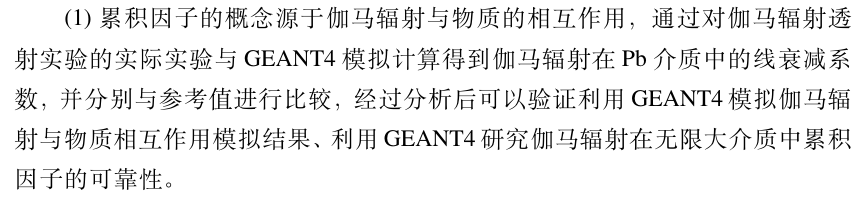 (1) 累积因子的概念源于伽马辐射与物质的相互作用，通过对伽马辐射透
射实验的实际实验与 GEANT4 模拟计算得到伽马辐射在 Pb 介质中的线衰减系
数，并分别与参考值进行比较，经过分析后可以验证利用 GEANT4 模拟伽马辐
射与物质相互作用模拟结果、利用 GEANT4 研究伽马辐射在无限大介质中累积
因子的可靠性。